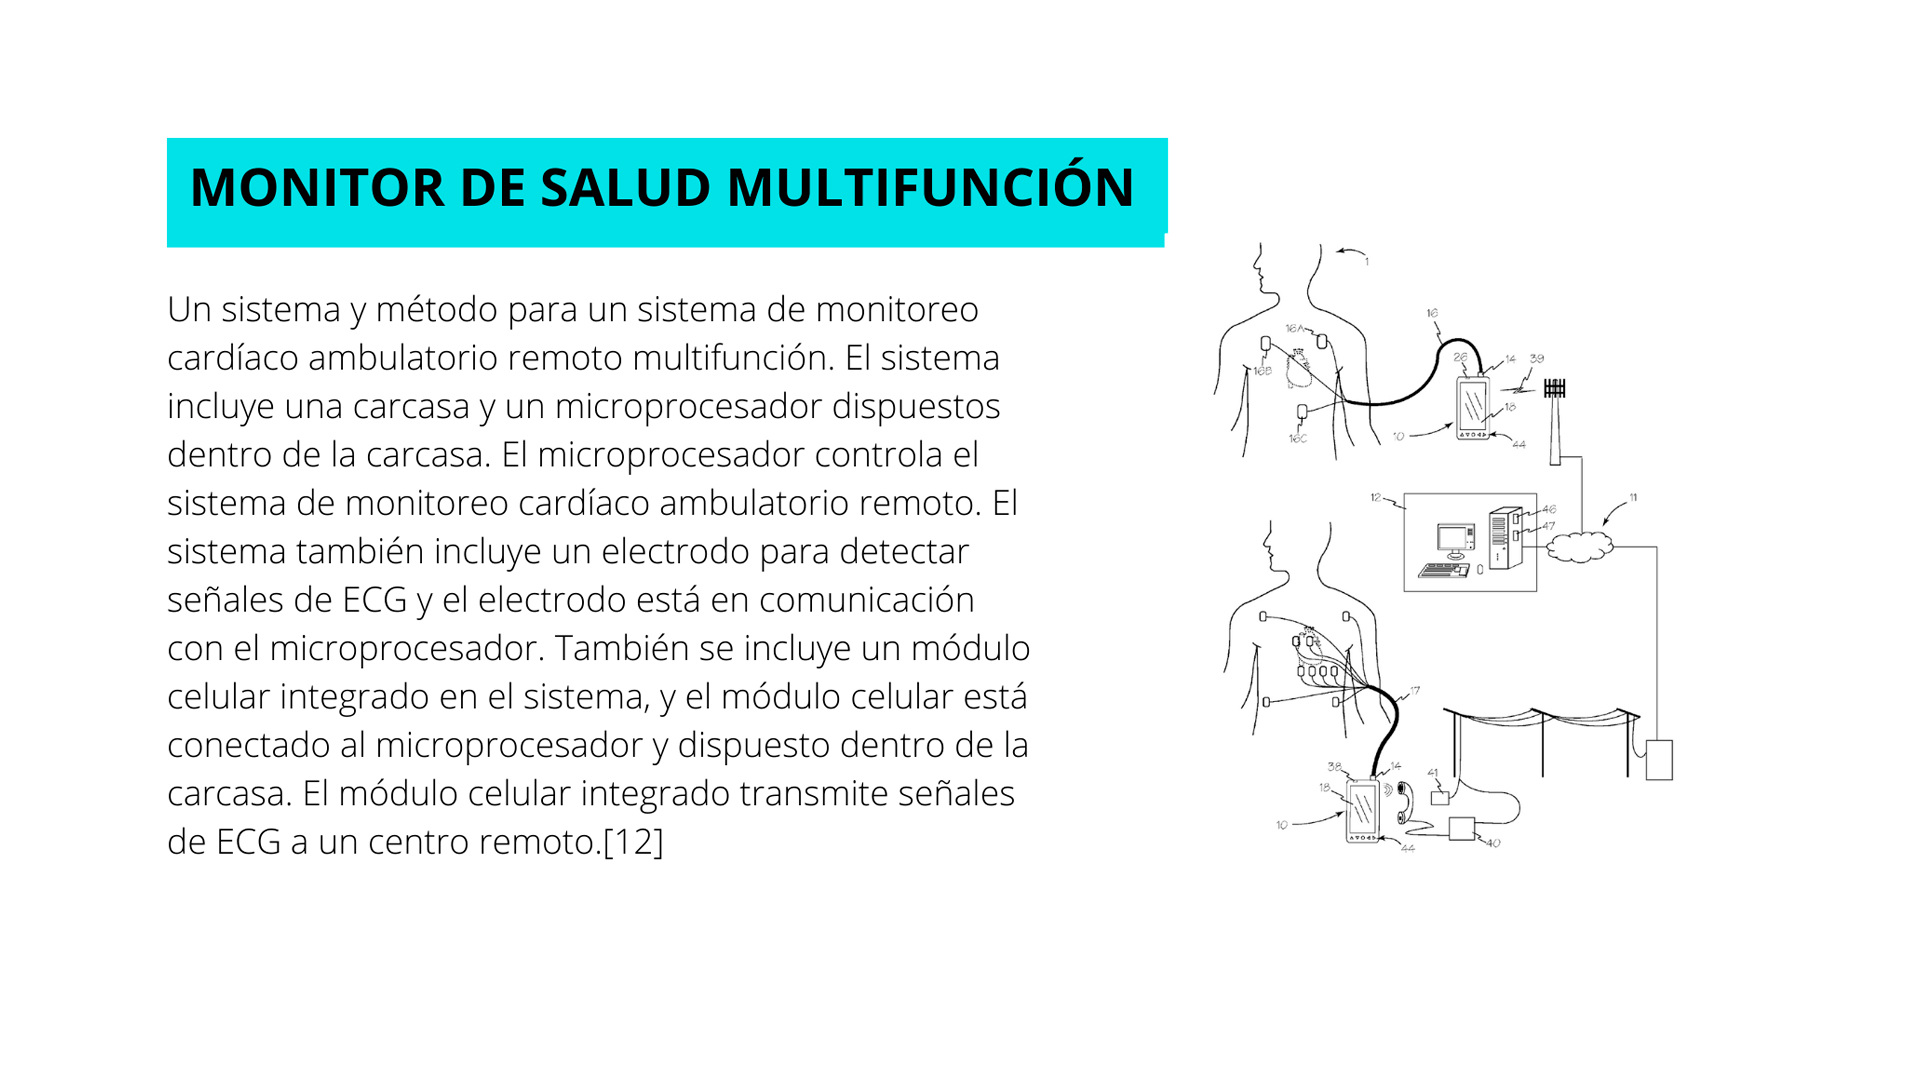 MONITOR DE SALUD MULTIFUNCIÓN
Un sistema y método para un sistema de monitoreo
cardíaco ambulatorio remoto multifunción. El sistema
incluye una carcasa y un microprocesador dispuestos
dentro de la carcasa. El microprocesador controla el
sistema de monitoreo cardíaco ambulatorio remoto. El
sistema también incluye un electrodo para detectar
señales de ECG y el electrodo está en comunicación
con el microprocesador. También se incluye un módulo
celular integrado en el sistema, y el módulo celular está
conectado al microprocesador y dispuesto dentro de la
carcasa. El módulo celular integrado transmite señales
de ECG a un centro remoto.[12]
1
16
16A
26
14
39
16B
18
16C
10
44
12
46
11
47
17
38
14
41
18
10
40
44